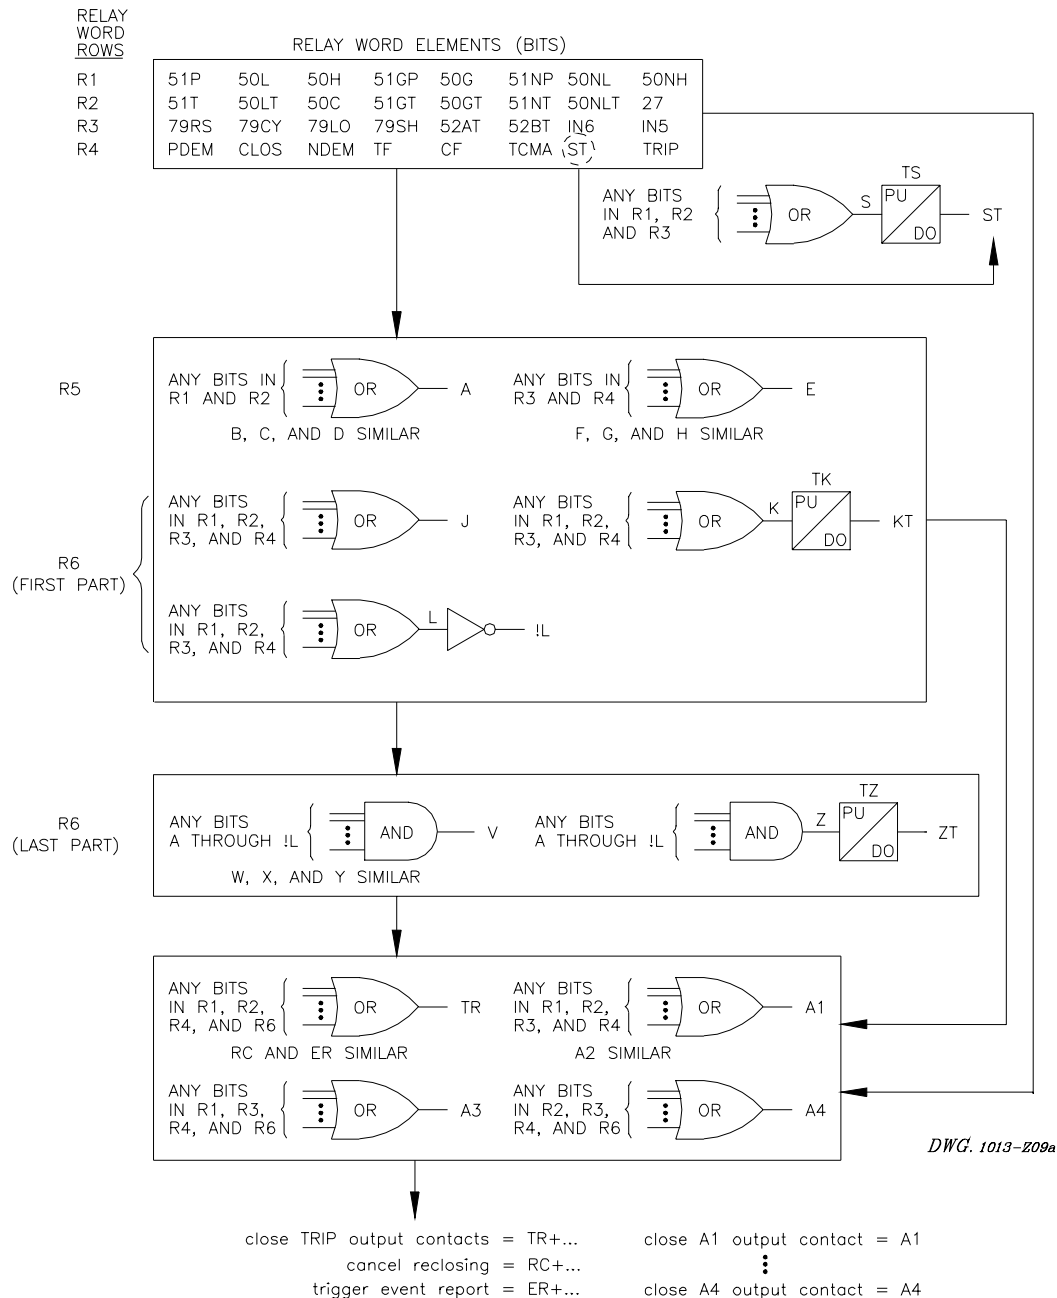 RELAY
WORD
ROWS
RELAY WORD ELEMENTS (BITS)
R1 51P 50L 50H 51GP 50G 51NP 50NL 50NH
R2 51T 50LT 50C 51GT 50GT 51NT 50NLT 27
R3 79RS 79CY 79LO 79SH 52AT 52BT IN6 IN5
R4 PDEM CLOS NDEM TF CF TCMA ST TRIP
TS
ANY BITS
IN R1, R2
AND R3
OR S PU DO ST
R5
ANY BITS IN
R1 AND R2
OR A
B, C, AND D SIMILAR
ANY BITS IN
R3 AND R4
OR E
F, G, AND H SIMILAR
R6
(FIRST PART)
ANY BITS
IN R1, R2,
R3, AND R4
OR J
TK
ANY BITS
IN R1, R2,
R3, AND R4
OR K PU DO KT
ANY BITS
IN R1, R2,
R3, AND R4
OR L !L
R6
(LAST PART)
ANY BITS
A THROUGH !L
AND V
W, X, AND Y SIMILAR
TZ
ANY BITS
A THROUGH !L
AND Z PU DO ZT
ANY BITS
IN R1, R2,
R4, AND R6
OR TR
RC AND ER SIMILAR
ANY BITS
IN R1, R2,
R3, AND R4
OR A1
A2 SIMILAR
ANY BITS
IN R1, R3,
R4, AND R6
OR A3
ANY BITS
IN R2, R3,
R4, AND R6
OR A4
DWG. 1013-Z09a
close TRIP output contacts = TR+...
cancel reclosing = RC+...
trigger event report = ER+...
close A1 output contact = A1
close A4 output contact = A4